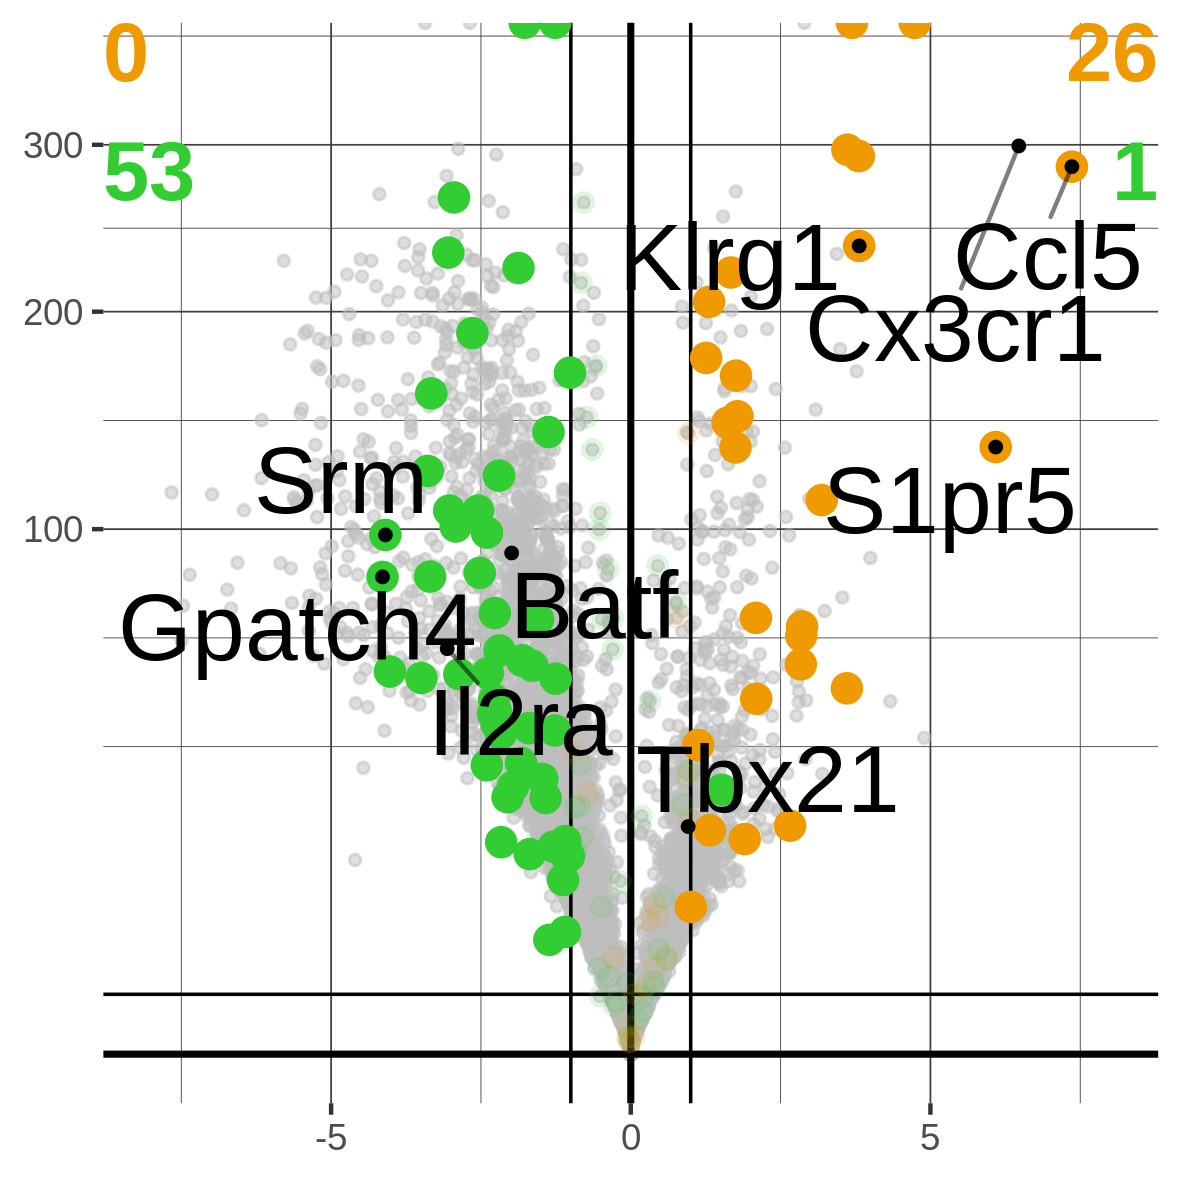 0 26
300
53 1
Klrg1 Ccl5
200 Cx3cr1
Srm S1pr5
100
Batf
Gpatch4
Il2ra
Tbx21
-5 0 5